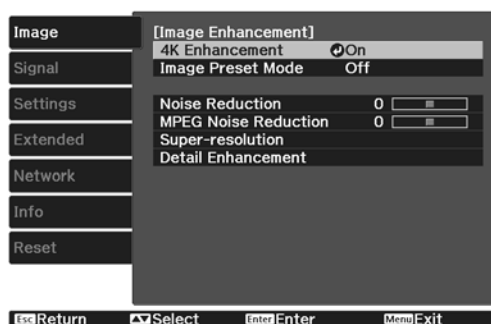 Image
Signal
Settings
Extended
Network
Info
Reset
[Image Enhancement]
4K Enhancement On
Image Preset Mode Off
Noise Reduction 0
MPEG Noise Reduction 0
Super-resolution
Detail Enhancement
Esc Return Select Enter Enter Menu Exit